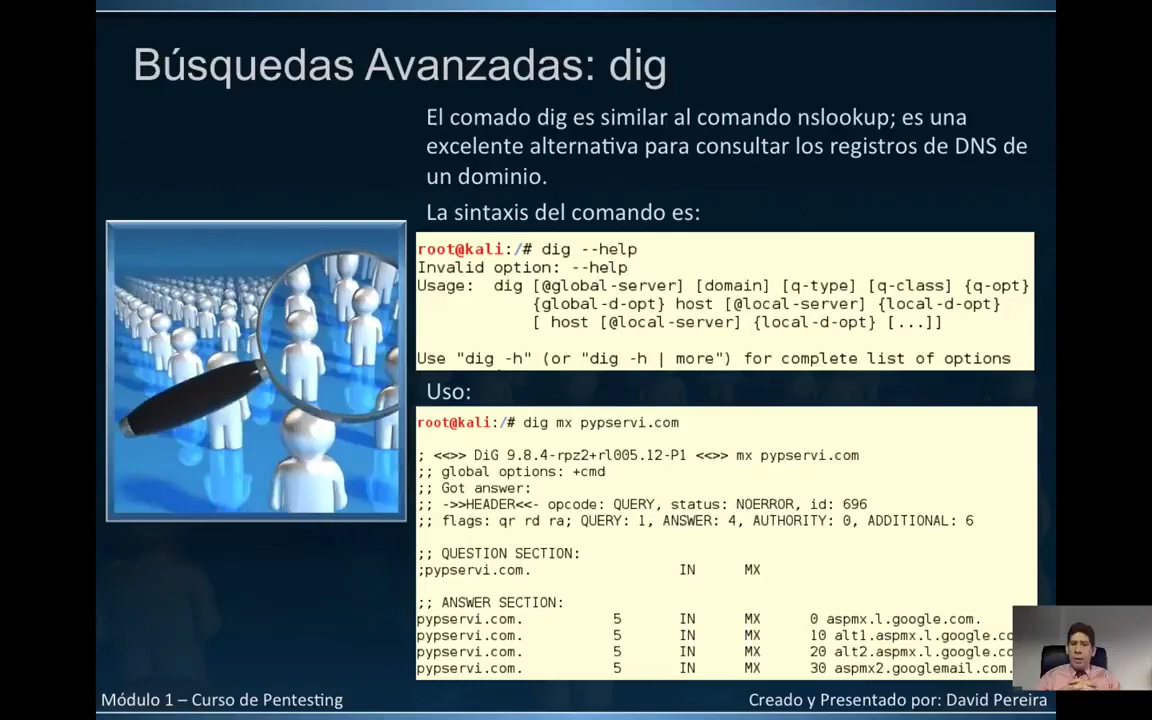 Búsquedas Avanzadas: dig
El comado dig es similar al comando nslookup; es una
excelente alternativa para consultar los registros de DNS de
un dominio.
La sintaxis del comando es:
root@kali:/# dig --help
Invalid option: --help
Usage:  dig [@global-server] [domain] [q-type] [q-class] {q-opt}
{global-d-opt} host [@local-server] {local-d-opt}
[ host [@local-server] {local-d-opt} [...]]
Use "dig -h" (or "dig -h | more") for complete list of options
Uso:
root@kali:/# dig mx pypservi.com
; <<>> DiG 9.8.4-rpz2+rl005.12-P1 <<>> mx pypservi.com
;; global options: +cmd
;; Got answer:
;; ->>HEADER<<- opcode: QUERY, status: NOERROR, id: 696
;; flags: qr rd ra; QUERY: 1, ANSWER: 4, AUTHORITY: 0, ADDITIONAL: 6
;; QUESTION SECTION:
;pypservi.com. IN MX
;; ANSWER SECTION:
pypservi.com. 5 IN MX 0 aspmx.l.google.com.
pypservi.com. 5 IN MX 10 alt1.aspmx.l.google.co
pypservi.com. 5 IN MX 20 alt2.aspmx.l.google.co
pypservi.com. 5 IN MX 30 aspmx2.googlemail.com.
Módulo 1 – Curso de Pentesting
Creado y Presentado por: David Pereira